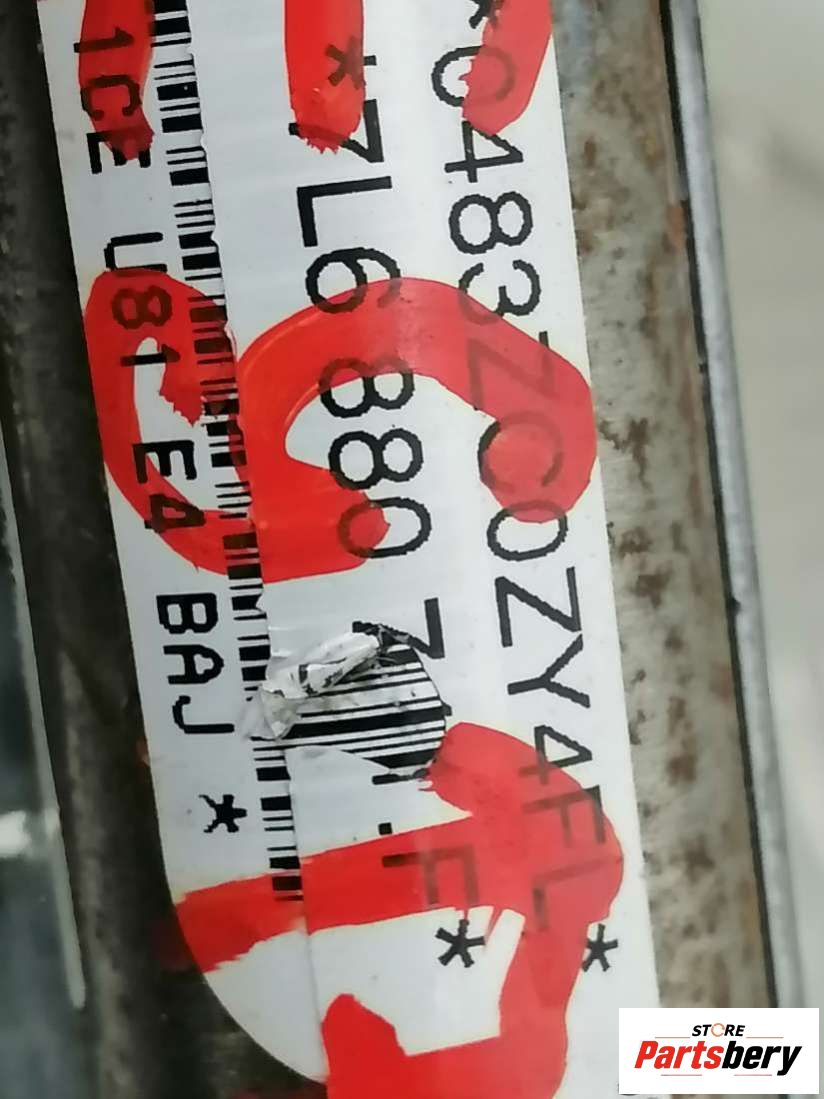 *0483ZC0ZY4FL*
*7L6 880 7 .F*
1CE U81 E4 BAJ *
STORE
Partsbery